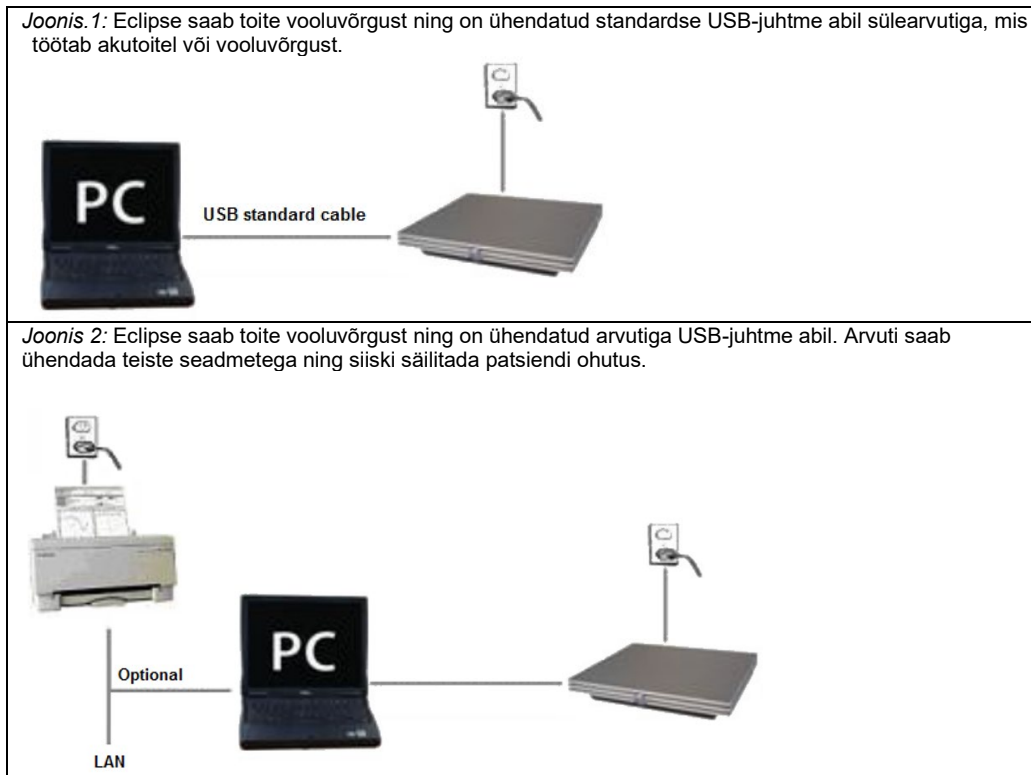 Joonis.1: Eclipse saab toite vooluvõrgust ning on ühendatud standardse USB-juhtme abil sülearvutiga, mis
töötab akutoitel või vooluvõrgust.
PC
USB standard cable
Joonis 2: Eclipse saab toite vooluvõrgust ning on ühendatud arvutiga USB-juhtme abil. Arvuti saab
ühendada teiste seadmetega ning siiski säilitada patsiendi ohutus.
PC
Optional
LAN